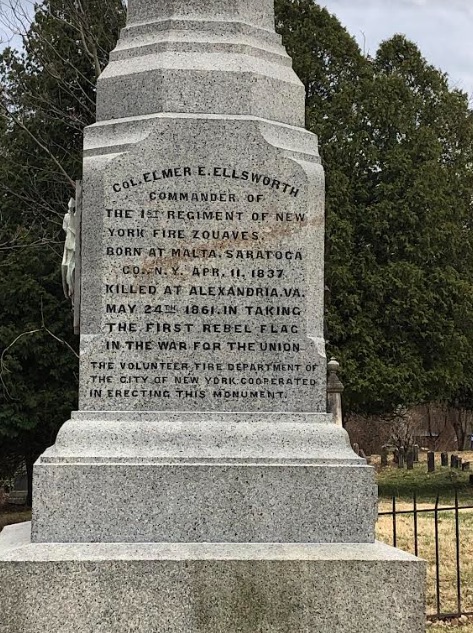 COL. ELMER E. ELLSWORTH
COMMANDER OF
THE 1ST REGIMENT OF NEW
YORK FIRE ZOUAVES.
BORN AT MALTA. SARATOGA
CO. N.Y. APR. 11, 1837.
KILLED AT ALEXANDRIA. VA.
MAY 24TH 1861. IN TAKING
THE FIRST REBEL FLAG
IN THE WAR FOR THE UNION
THE VOLUNTEER FIRE DEPARTMENT OF
THE CITY OF NEW YORK COOPERATED
IN ERECTING THIS MONUMENT.